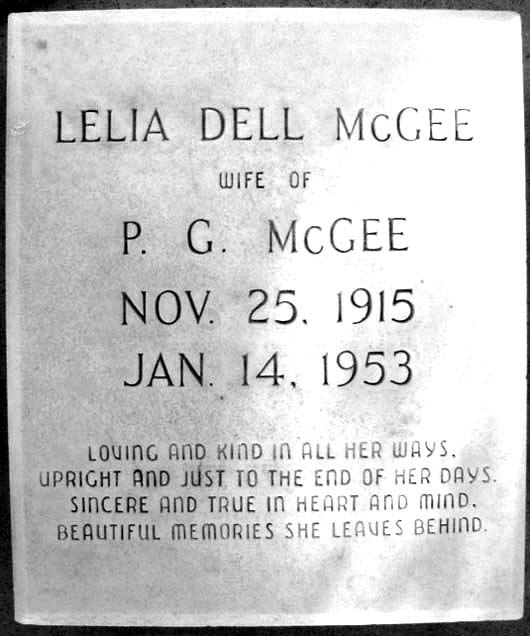 LELIA DELL McGEE
WIFE OF
P. G. McGEE
NOV. 25, 1915
JAN. 14, 1953
LOVING AND KIND IN ALL HER WAYS.
UPRIGHT AND JUST TO THE END OF HER DAYS.
SINCERE AND TRUE IN HEART AND MIND.
BEAUTIFUL MEMORIES SHE LEAVES BEHIND.